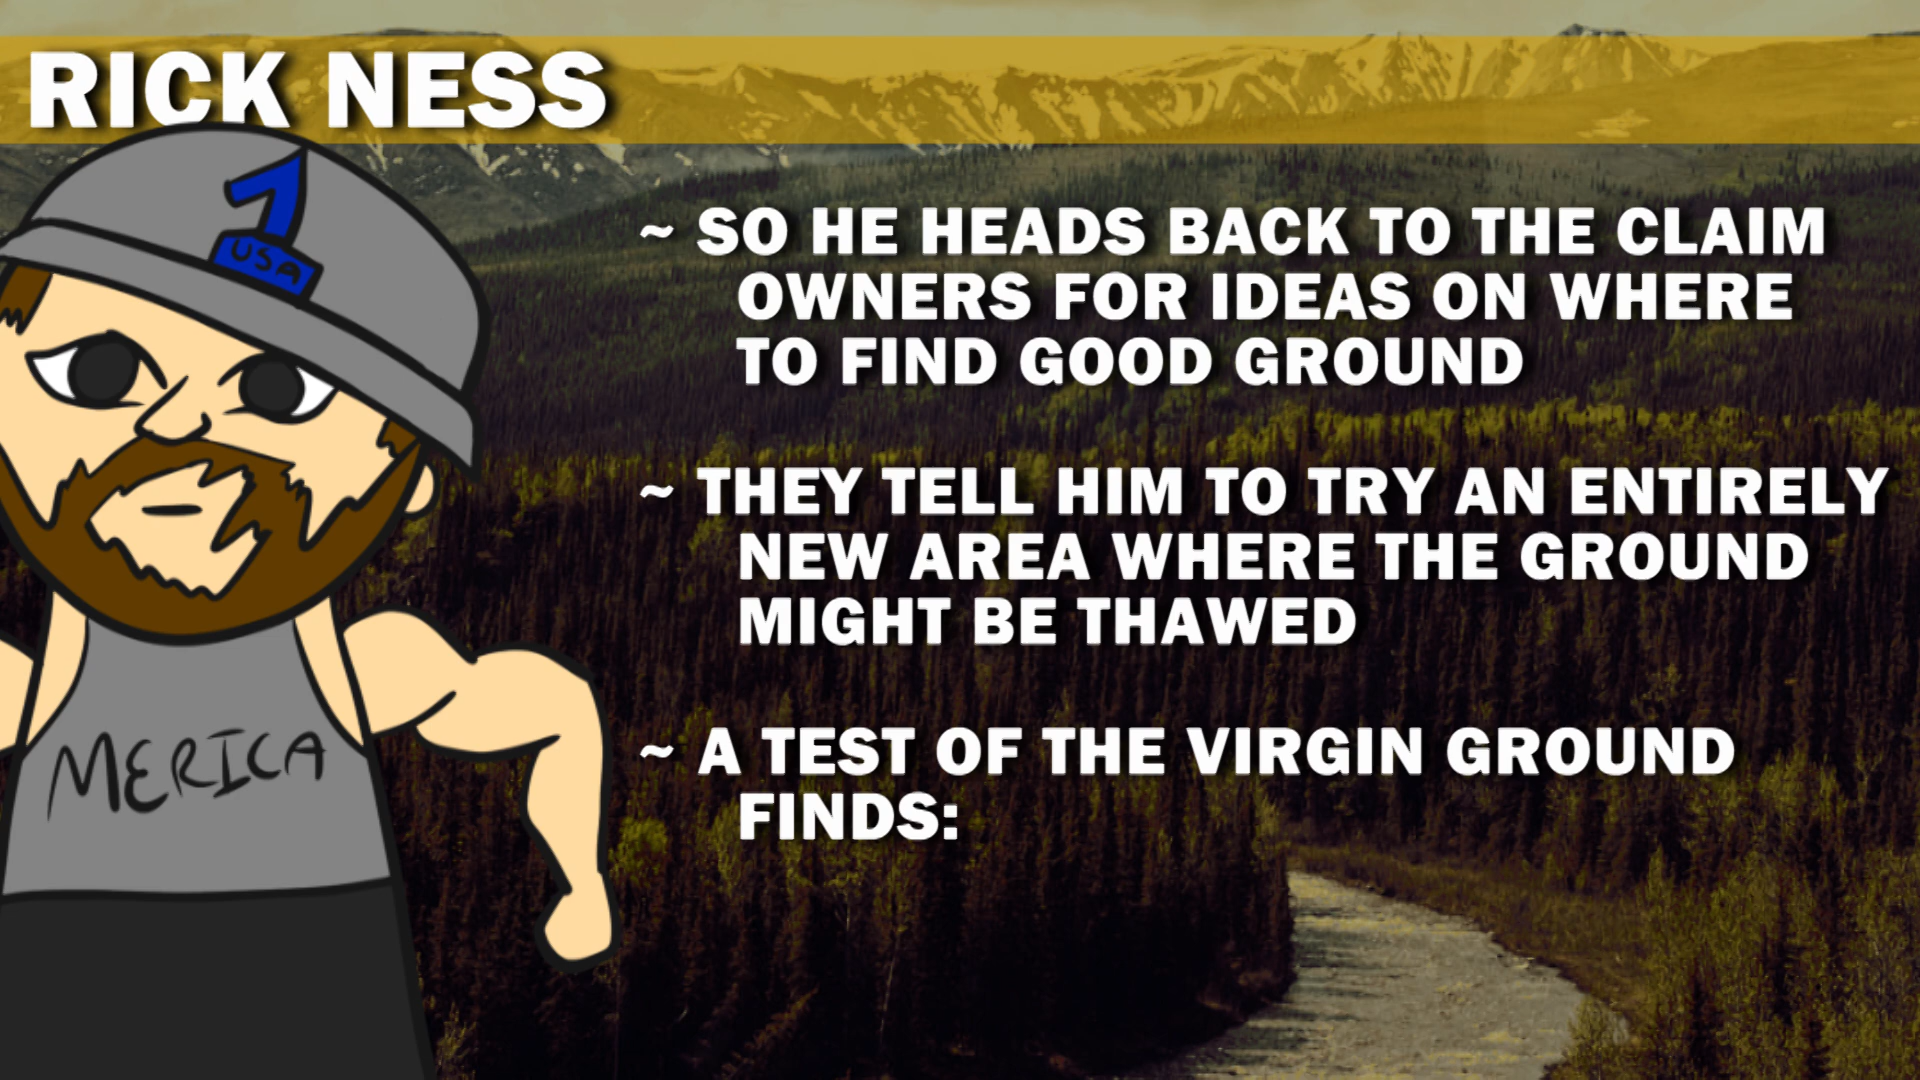 RICK NESS
1
USA
~ SO HE HEADS BACK TO THE CLAIM
OWNERS FOR IDEAS ON WHERE
TO FIND GOOD GROUND
~ THEY TELL HIM TO TRY AN ENTIRELY
NEW AREA WHERE THE GROUND
MIGHT BE THAWED
~ A TEST OF THE VIRGIN GROUND
FINDS:
MERICA